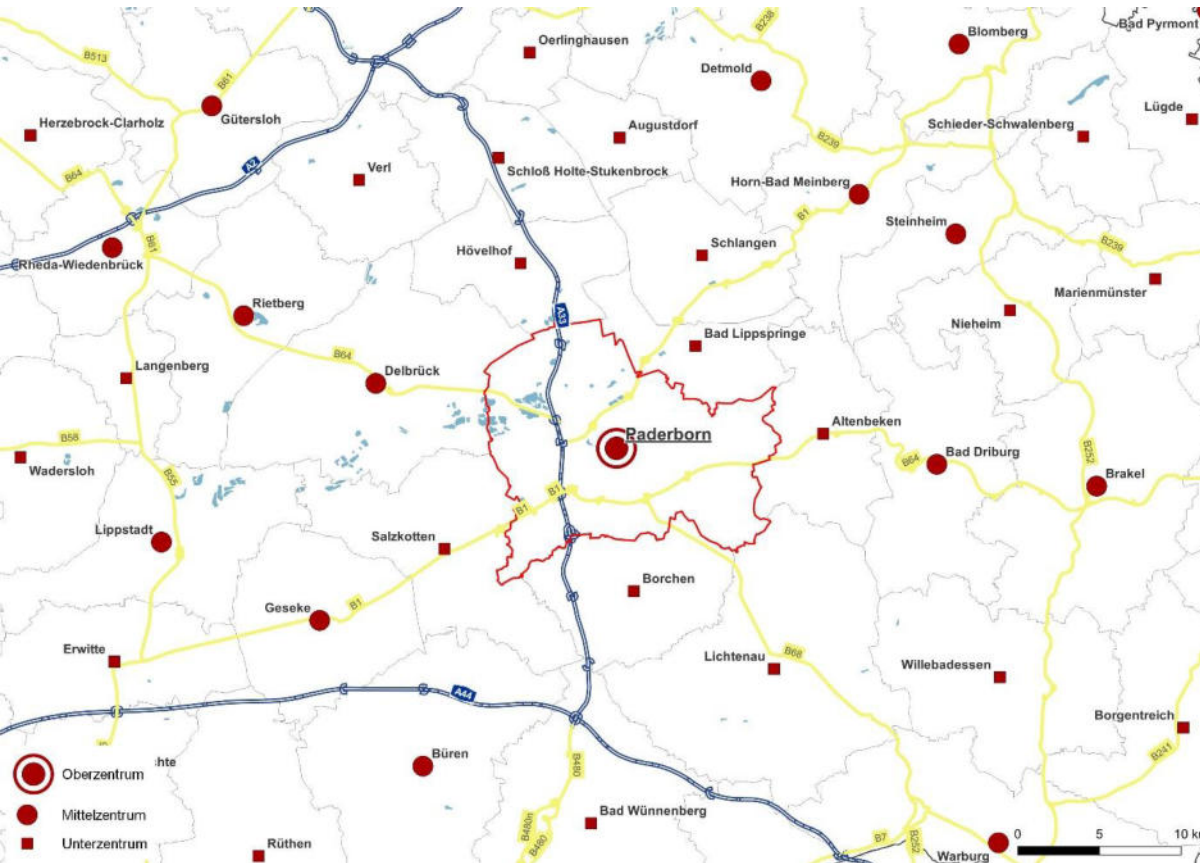 Bad Pyrmont
B238
Oerlinghausen
Blomberg
B513
Detmold
B61
Lügde
Gütersloh
Herzebrock-Clarholz
Augustdorf
Schieder-Schwalenberg
B239
A2
Verl
Schloß Holte-Stukenbrock
B64
Horn-Bad Meinberg
B1
Steinheim
B61
Hövelhof
Schlangen
B239
Rheda-Wiedenbrück
Marienmünster
Rietberg
A33
Nieheim
Bad Lippspringe
B64
Langenberg
Delbrück
Altenbeken
Paderborn
B58
B252
Bad Driburg
B64
Wadersloh
B55
Brakel
B1
B1
Lippstadt
Salzkotten
Borchen
Geseke
B1
Erwitte
Lichtenau
B68
Willebadessen
A44
Borgentreich
B241
Büren
B480
hte
Oberzentrum
Mittelzentrum
Unterzentrum
Bad Wünnenberg
B480n
B480
Rüthen
B7
B252
Warburg
0 5 10